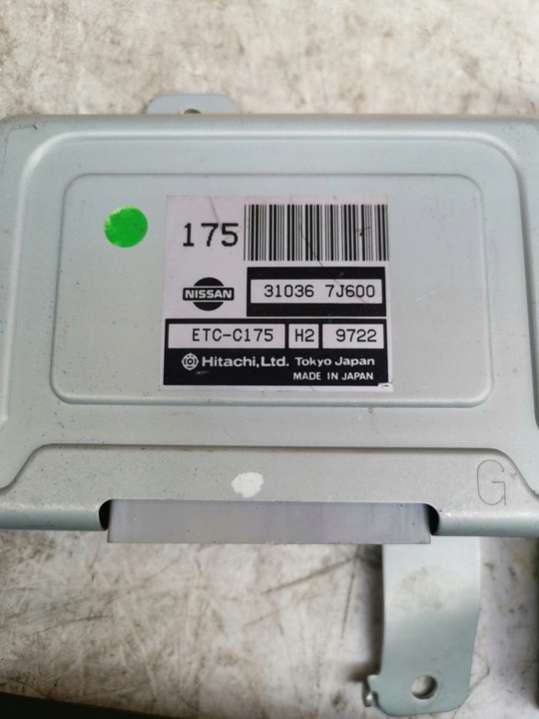 175
NISSAN
31036 7J600
ETC-C175 H2 9722
Hitachi, Ltd. Tokyo Japan
MADE IN JAPAN
G